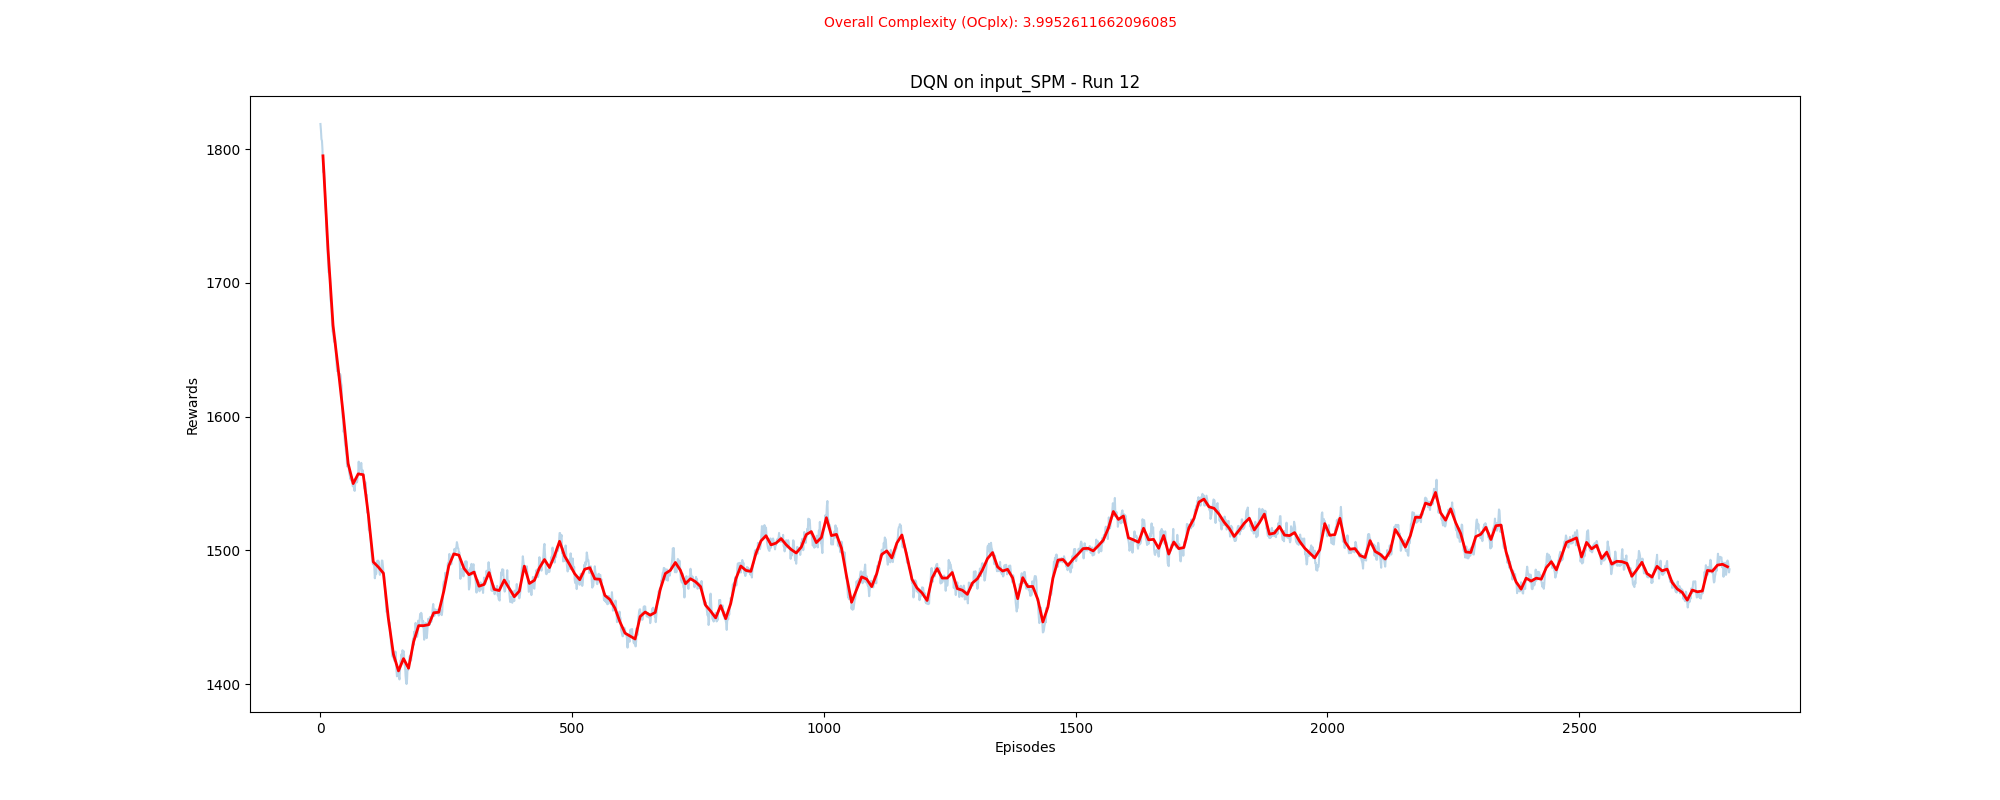 Overall Complexity (OCplx): 3.9952611662096085
DQN on input_SPM - Run 12
1800
1700
1600
1500
1400
Rewards
0 500 1000 1500 2000 2500
Episodes